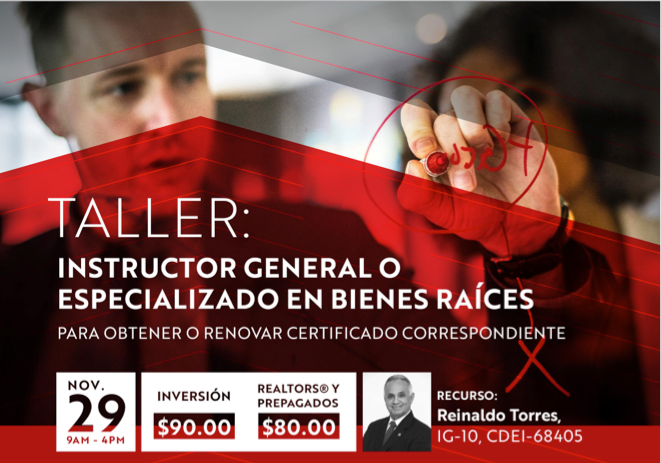 TALLER:
INSTRUCTOR GENERAL O
ESPECIALIZADO EN BIENES RAÍCES
PARA OBTENER O RENOVAR CERTIFICADO CORRESPONDIENTE
NOV.
29
9AM - 4PM
INVERSIÓN
$90.00
REALTORS® Y
PREPAGADOS
$80.00
RECURSO:
Reinaldo Torres,
IG-10, CDEI-68405